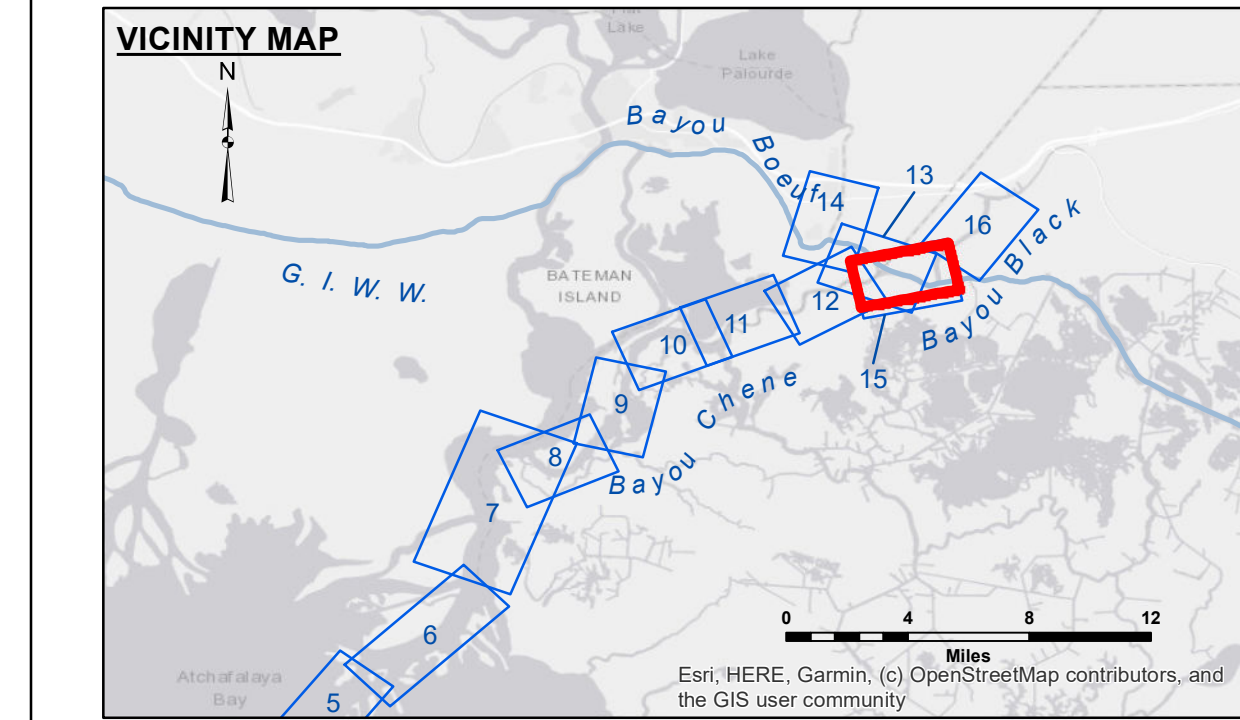 VICINITY MAP
N
Lake
Lake
Palourde
Bayou
Boeuf
13
14
16
Bayou Black
G. I. W. W.
BATEMAN
ISLAND
12
11
10
15
9
Bayou Chene
8
7
6
5
Atchafalaya
Bay
0 4 8 12
Miles
Esri, HERE, Garmin, (c) OpenStreetMap contributors, and
the GIS user community